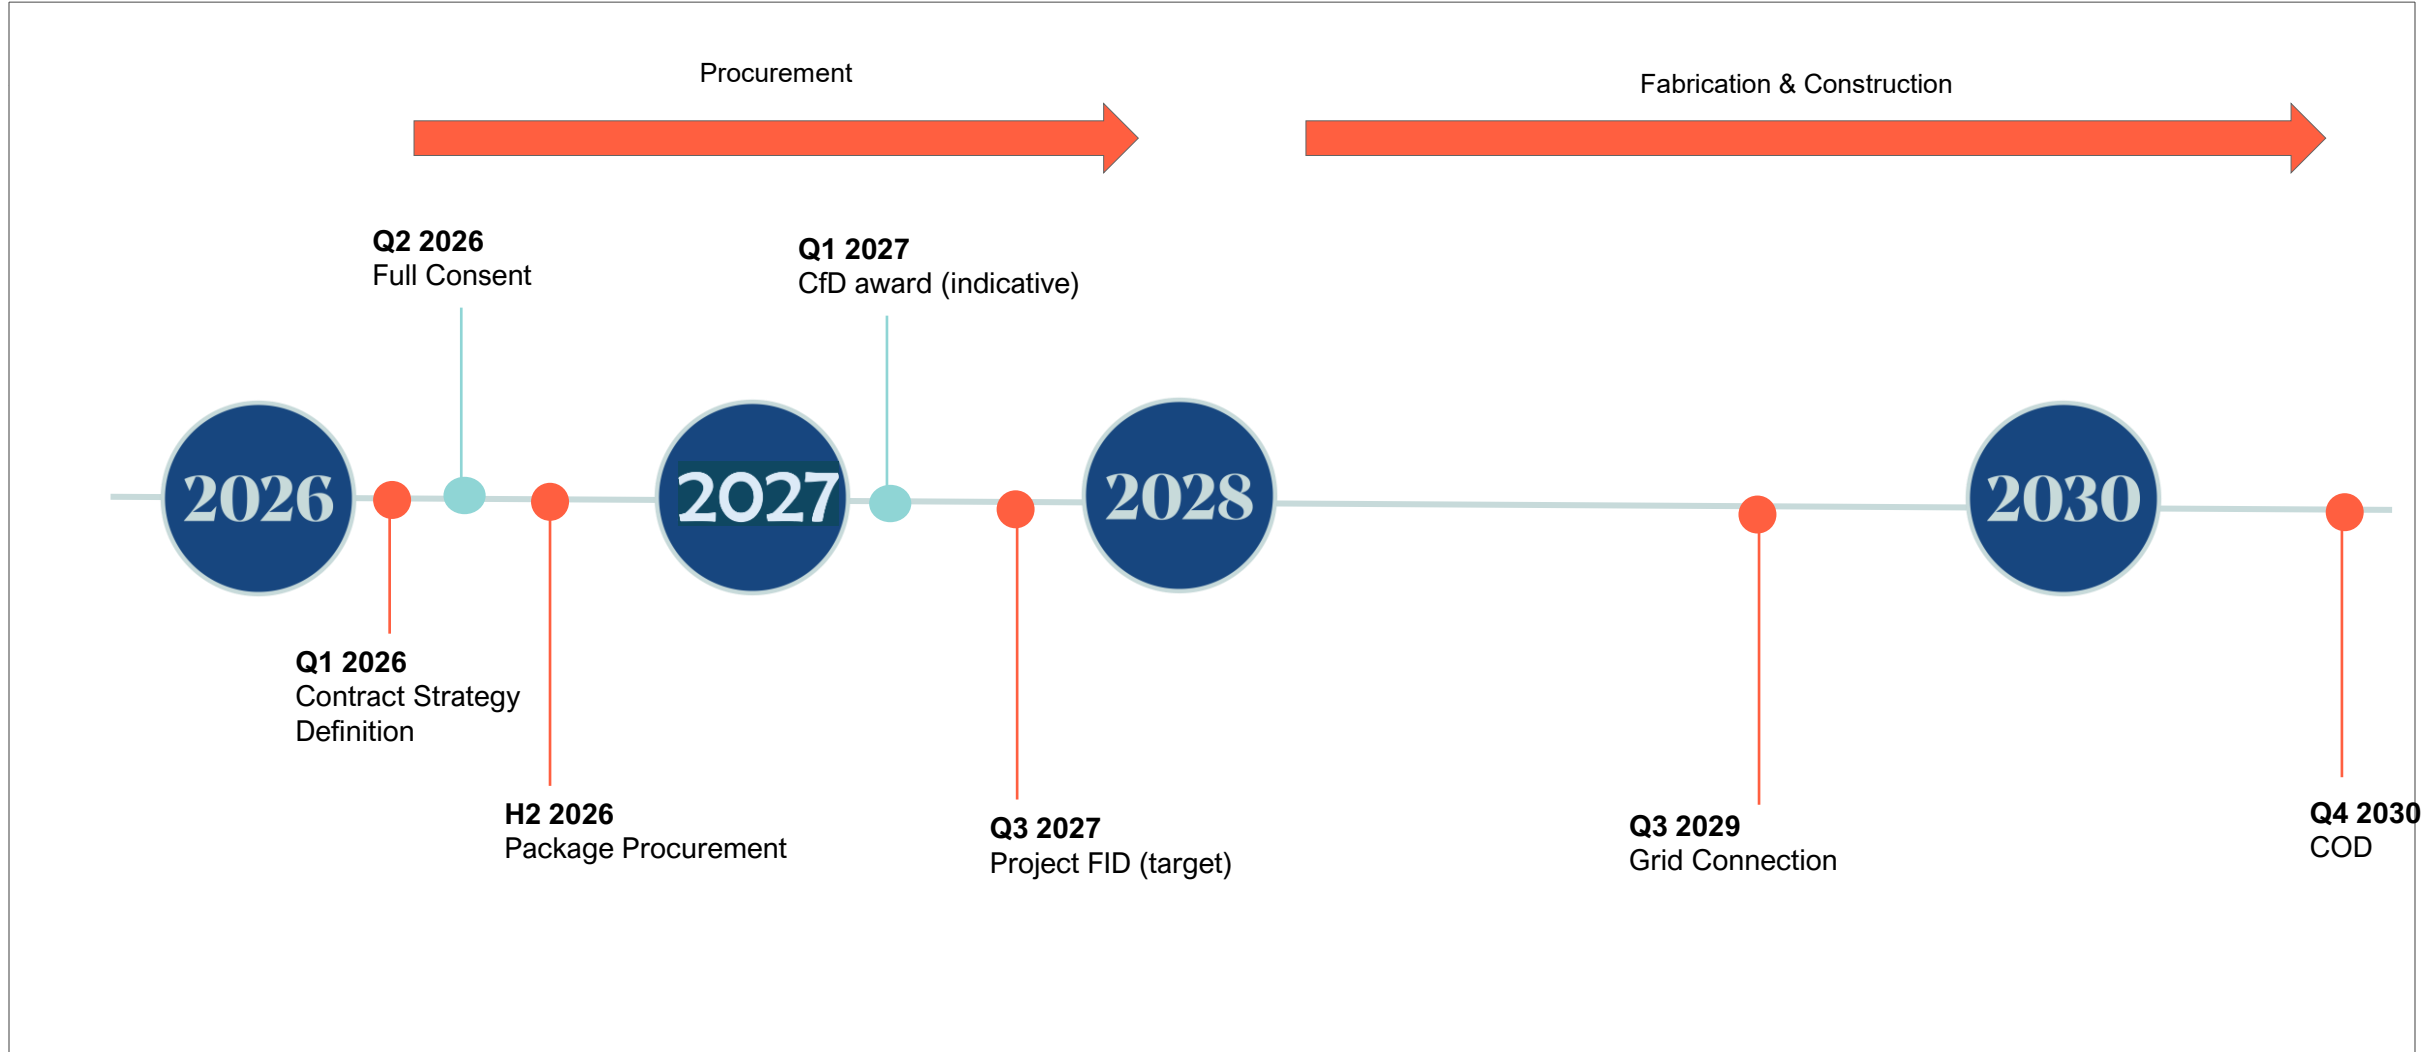 Procurement
Fabrication & Construction
Q2 2026
Full Consent
Q1 2027
CfD award (indicative)
2026
2027
2028
2030
Q1 2026
Contract Strategy
Definition
H2 2026
Package Procurement
Q3 2027
Project FID (target)
Q3 2029
Grid Connection
Q4 2030
COD